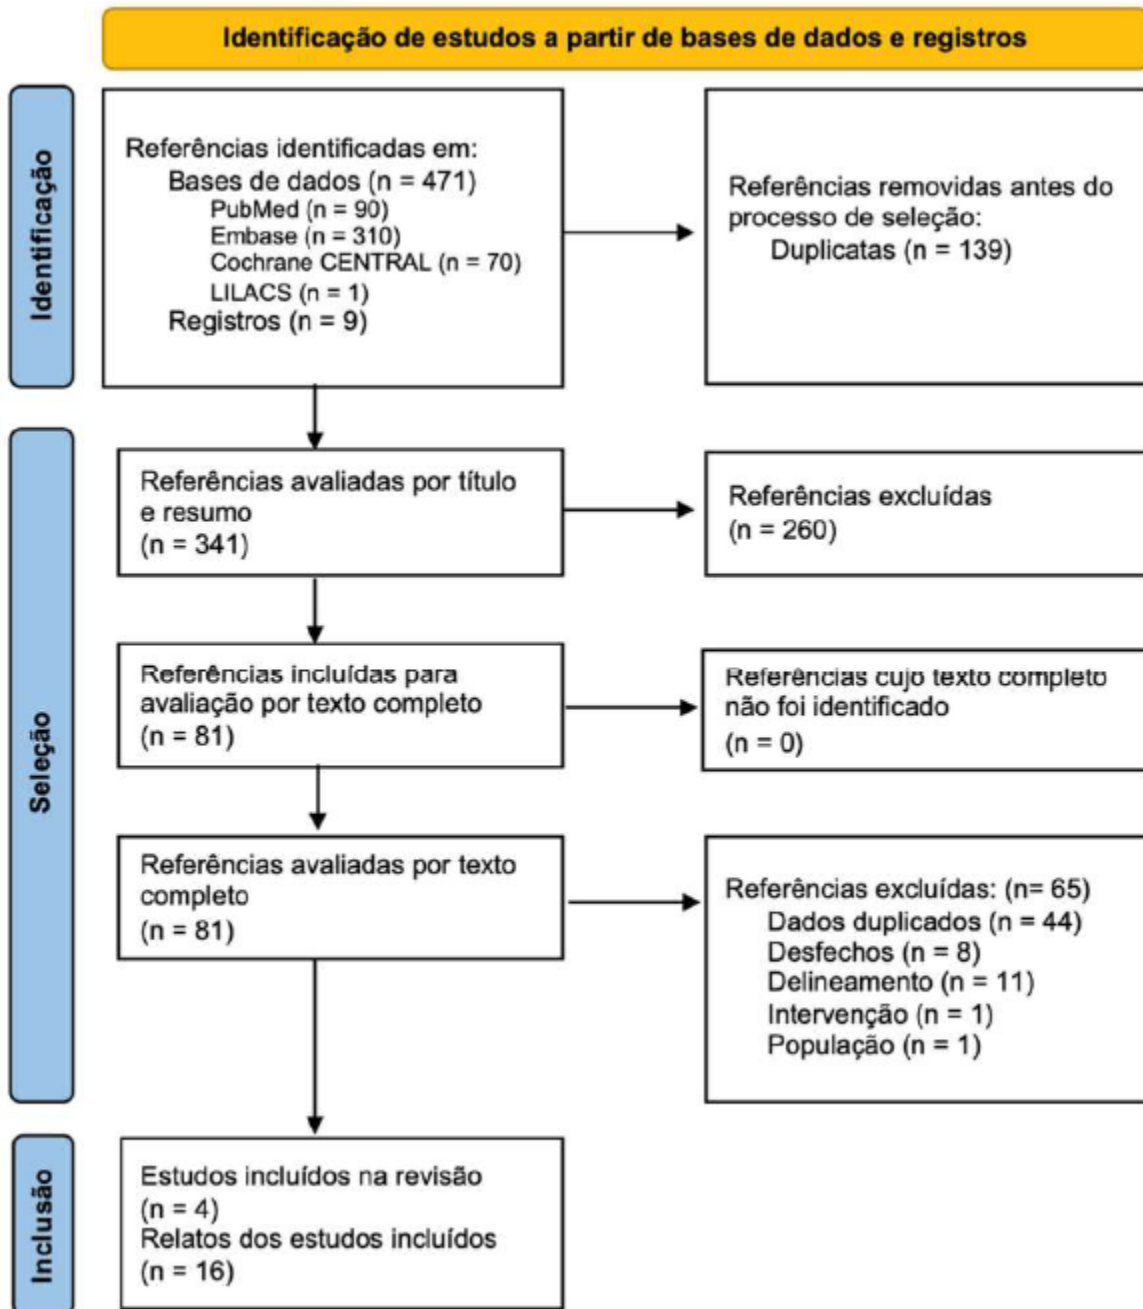 Identificação de estudos a partir de bases de dados e registros
Identificação
Referências identificadas em:
Bases de dados (n = 471)
PubMed (n = 90)
Embase (n = 310)
Cochrane CENTRAL (n = 70)
LILACS (n = 1)
Registros (n = 9)
Referências removidas antes do
processo de seleção:
Duplicatas (n = 139)
Seleção
Referências avaliadas por título
e resumo
(n = 341)
Referências excluídas
(n = 260)
Referências incluídas para
avaliação por texto completo
(n = 81)
Referências cujo texto completo
não foi identificado
(n = 0)
Referências avaliadas por texto
completo
(n = 81)
Referências excluídas: (n= 65)
Dados duplicados (n = 44)
Desfechos (n = 8)
Delineamento (n = 11)
Intervenção (n = 1)
População (n = 1)
Inclusão
Estudos incluídos na revisão
(n = 4)
Relatos dos estudos incluídos
(n = 16)